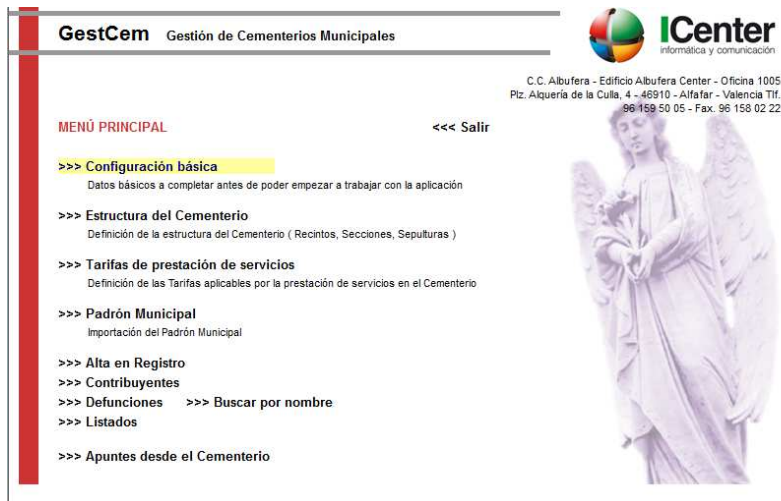 GestCem Gestión de Cementerios Municipales
ICenter
informática y comunicación
C.C. Albufera - Edificio Albufera Center - Oficina 1005
Plz. Alquería de la Culla, 4 - 46910 - Alfafar - Valencia Tlf.
96 159 50 05 - Fax. 96 158 02 22
MENÚ PRINCIPAL <<< Salir
>>> Configuración básica
Datos básicos a completar antes de poder empezar a trabajar con la aplicación
>>> Estructura del Cementerio
Definición de la estructura del Cementerio ( Recintos, Secciones, Sepulturas )
>>> Tarifas de prestación de servicios
Definición de las Tarifas aplicables por la prestación de servicios en el Cementerio
>>> Padrón Municipal
Importación del Padrón Municipal
>>> Alta en Registro
>>> Contribuyentes
>>> Defunciones >>> Buscar por nombre
>>> Listados
>>> Apuntes desde el Cementerio